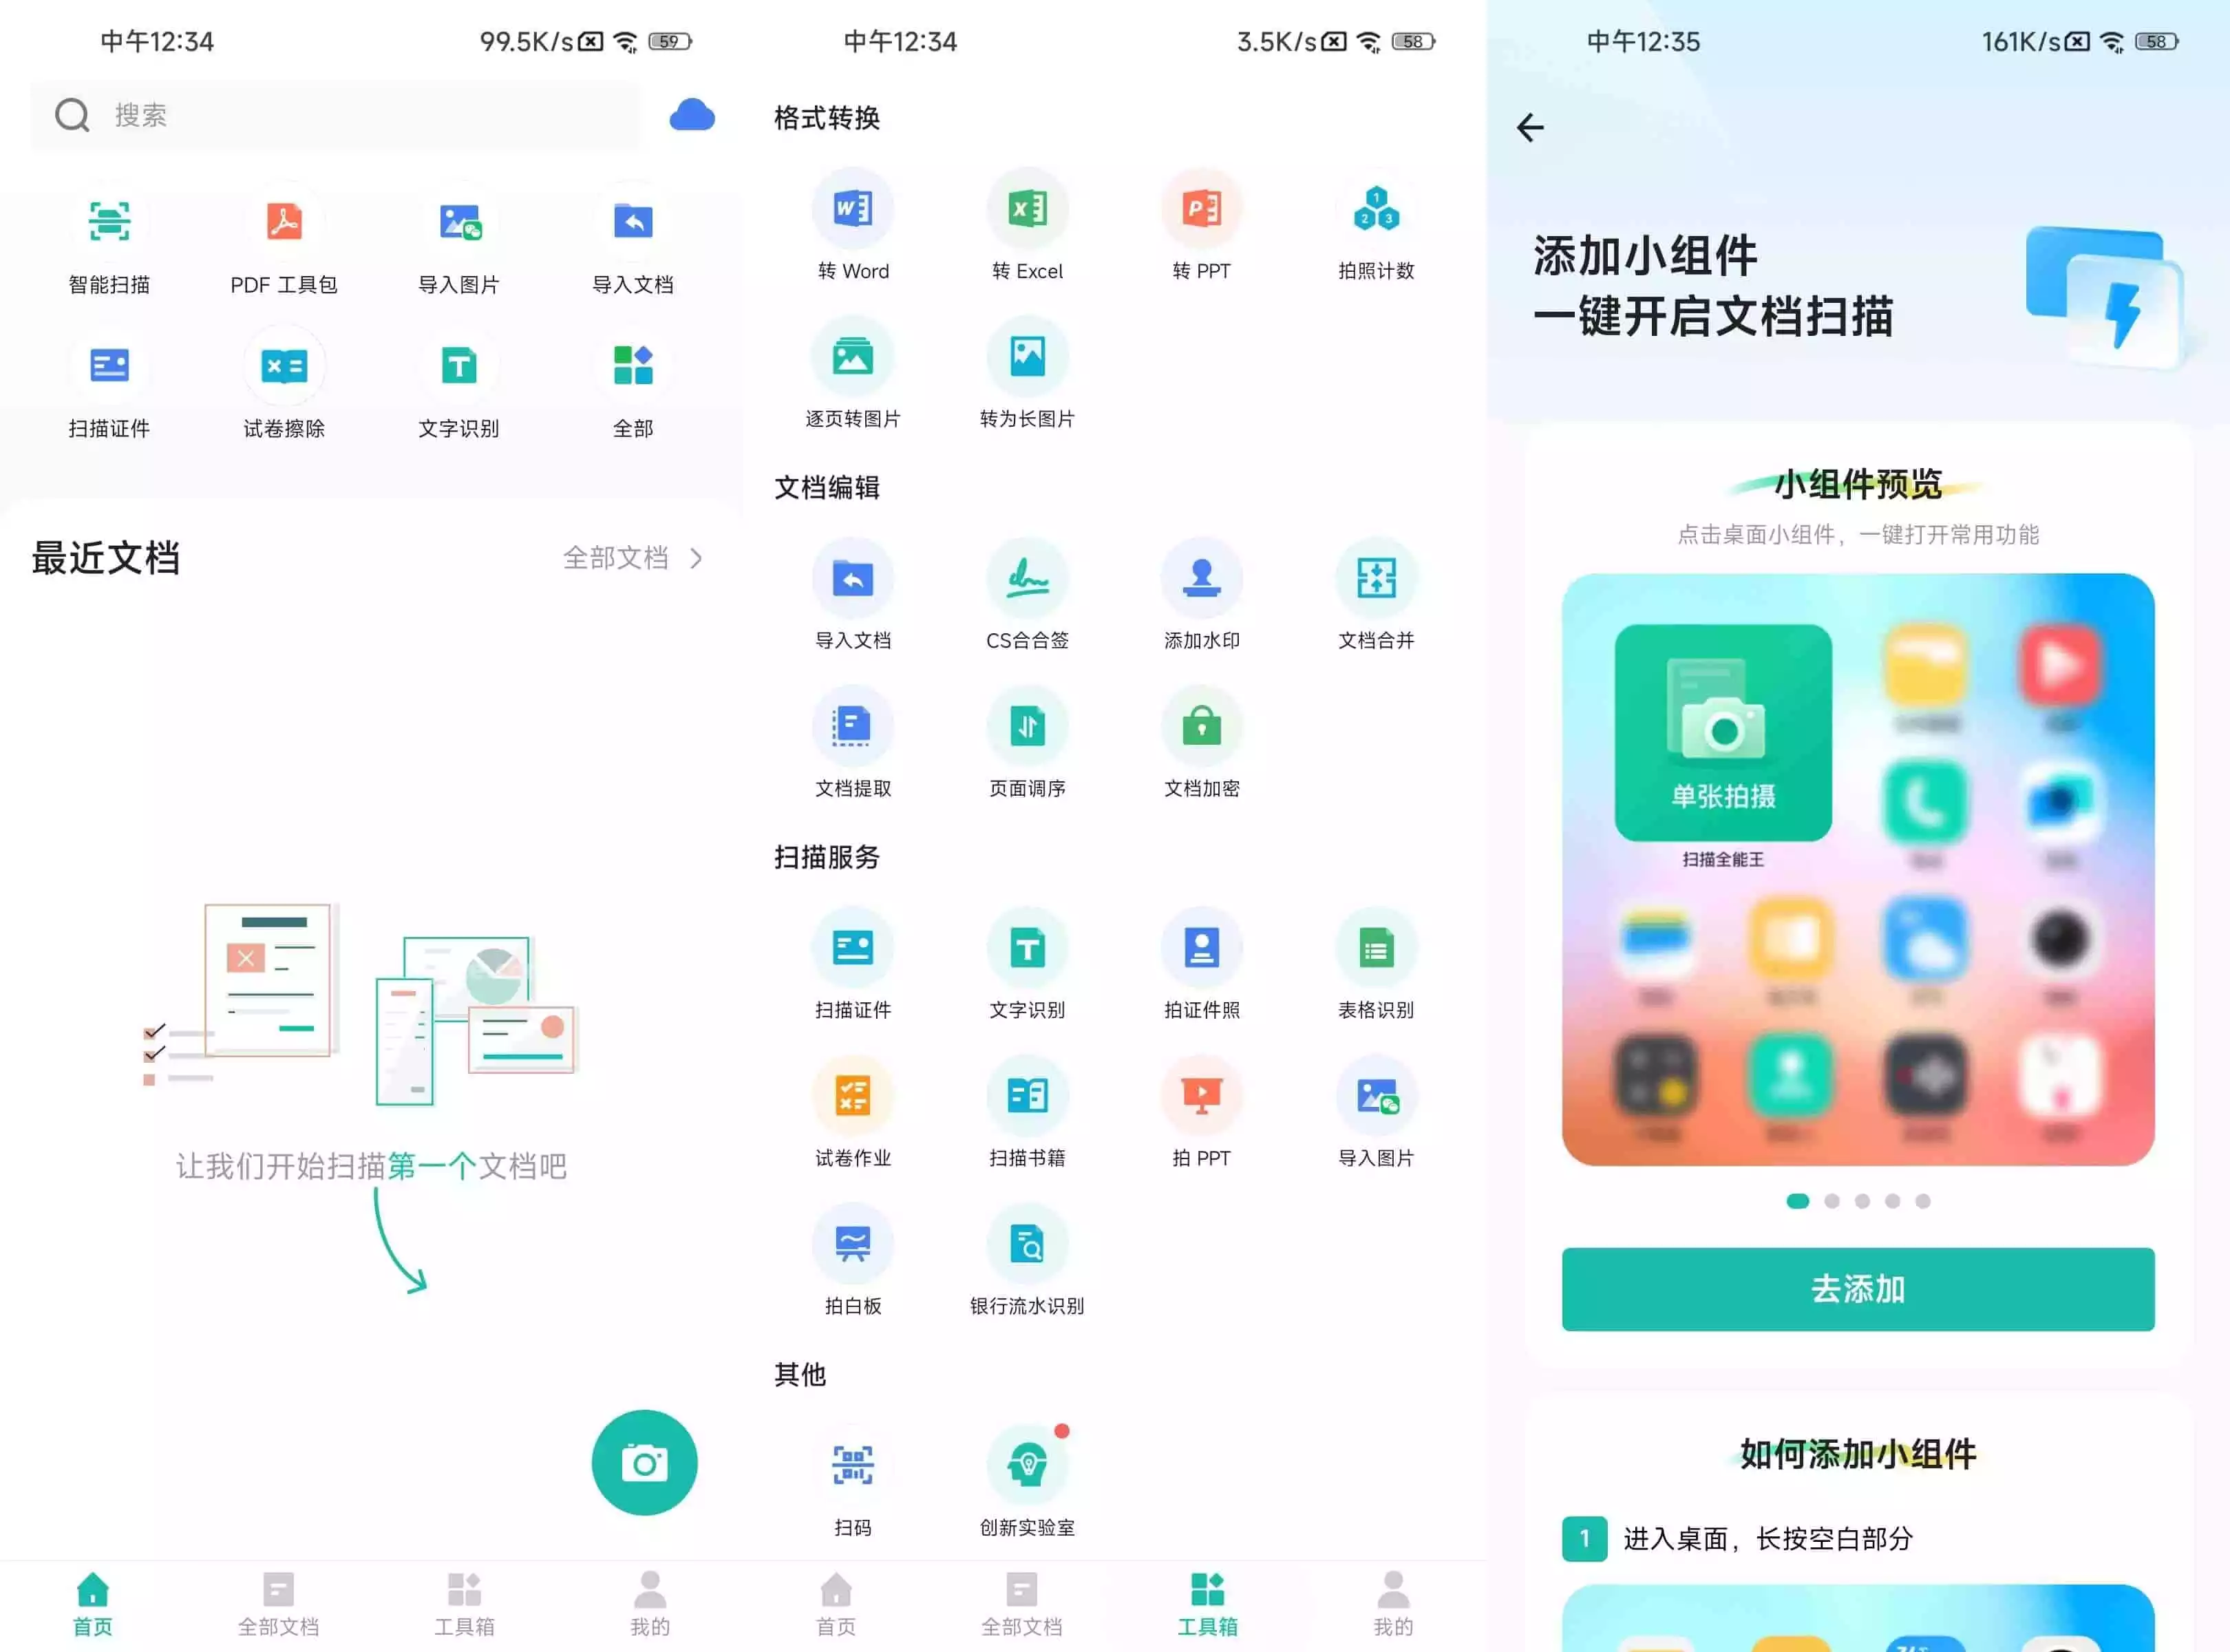 中午12:34
99.5K/s
59
搜索
智能扫描
PDF 工具包
导入图片
导入文档
扫描证件
试卷擦除
文字识别
全部
最近文档
全部文档
让我们开始扫描第一个文档吧
首页
全部文档
工具箱
我的
中午12:34
3.5K/s
58
格式转换
转 Word
转 Excel
转 PPT
拍照计数
逐页转图片
转为长图片
文档编辑
导入文档
CS合合签
添加水印
文档合并
文档提取
页面调序
文档加密
扫描服务
扫描证件
文字识别
拍证件照
表格识别
试卷作业
扫描书籍
拍 PPT
导入图片
拍白板
银行流水识别
其他
扫码
创新实验室
首页
全部文档
工具箱
我的
中午12:35
161K/s
58
添加小组件
一键开启文档扫描
小组件预览
点击桌面小组件，一键打开常用功能
单张拍摄
扫描全能王
去添加
如何添加小组件
1 进入桌面，长按空白部分